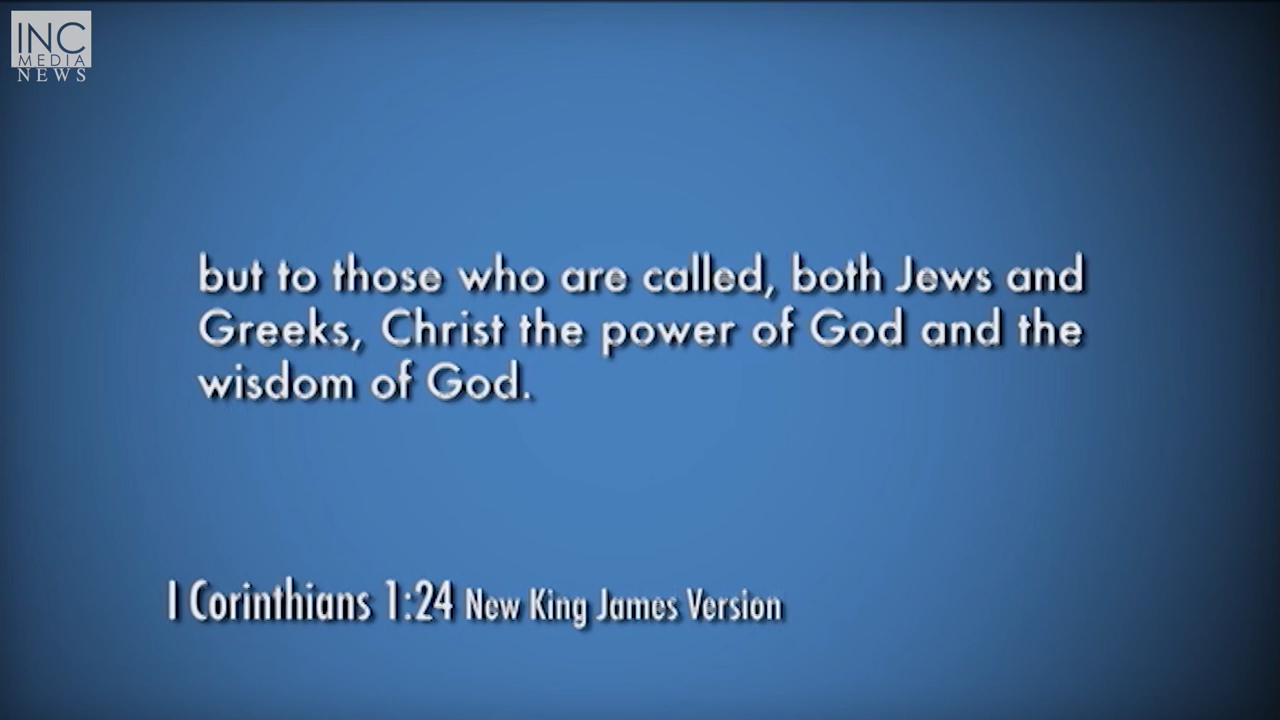 INC
MEDIA
NEWS
but to those who are called, both Jews and
Greeks, Christ the power of God and the
wisdom of God.
I Corinthians 1:24 New King James Version